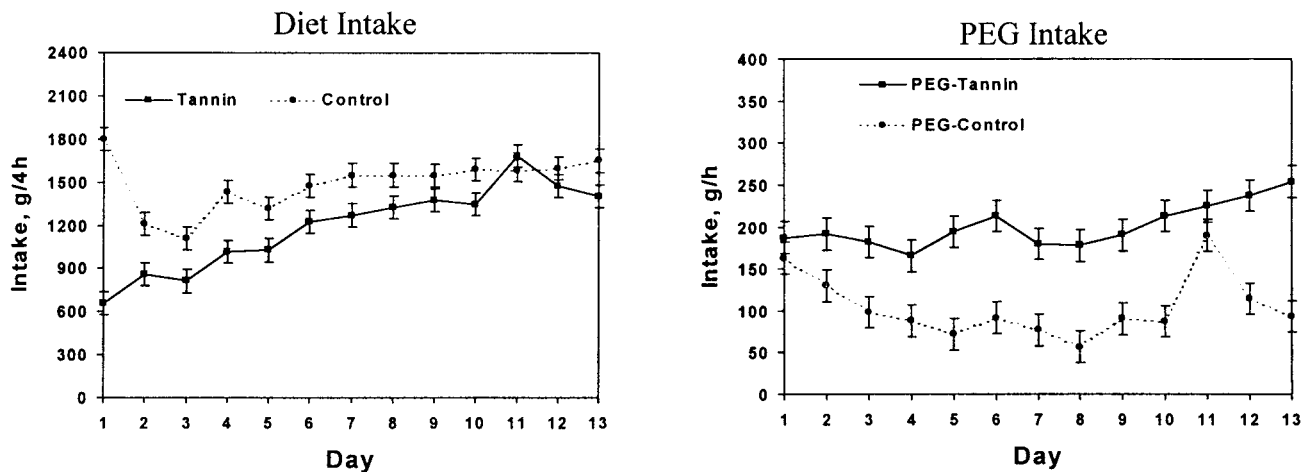 Diet Intake
2400
2100
1800
1500
1200
900
600
300
0
Intake, g/4h
Tannin Control
1 2 3 4 5 6 7 8 9 10 11 12 13
Day
PEG Intake
400
350
300
250
200
150
100
50
0
Intake, g/h
PEG-Tannin
PEG-Control
1 2 3 4 5 6 7 8 9 10 11 12 13
Day